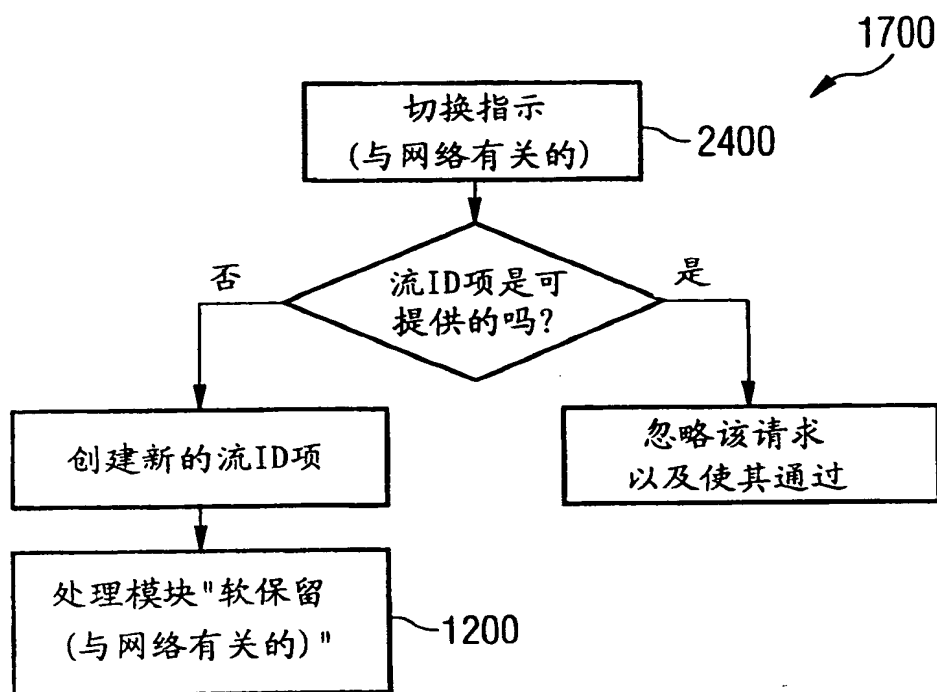 1700
切换指示
(与网络有关的)
2400
流ID项是可
提供的吗?
否
是
创建新的流ID项
忽略该请求
以及使其通过
处理模块"软保留
(与网络有关的)"
1200